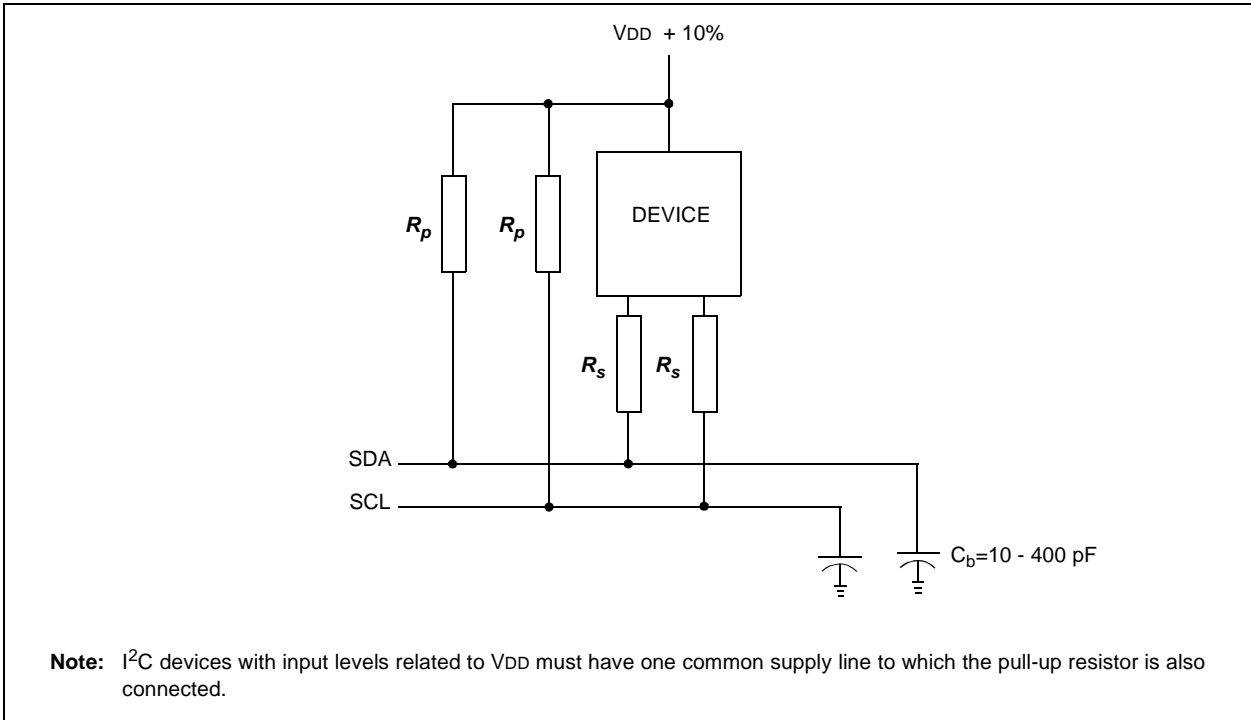 VDD + 10%
DEVICE
Rp
Rp
Rs
Rs
SDA
SCL
Cb=10 - 400 pF
Note: I2C devices with input levels related to VDD must have one common supply line to which the pull-up resistor is also
connected.